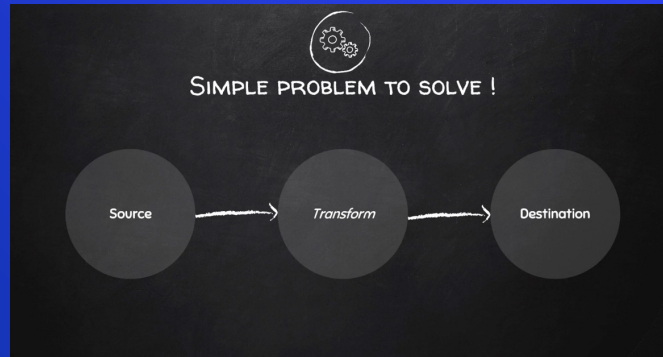 Simple problem to solve !
Source
Transform
Destination